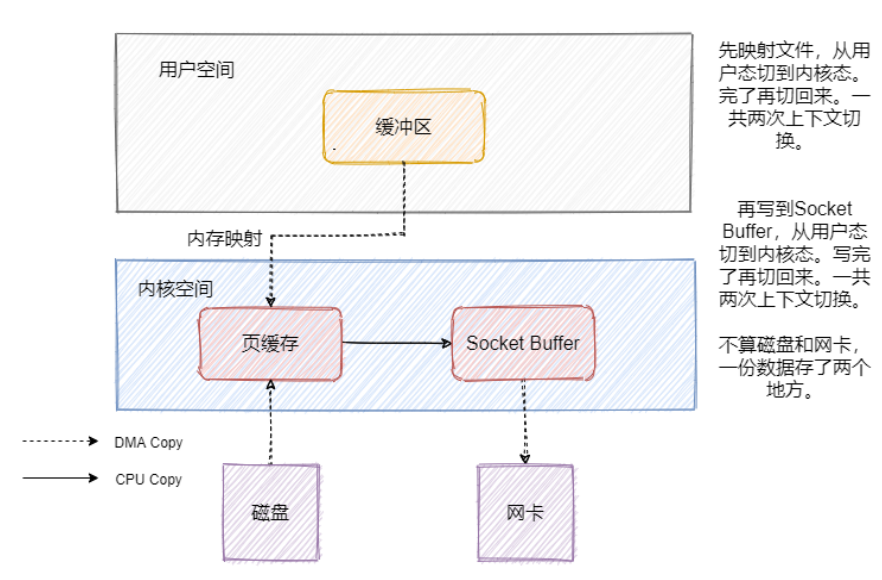 用户空间
缓冲区
先映射文件，从用
户态切到内核态。
完了再切回来。一
共两次上下文切
换。
内存映射
再写到Socket
Buffer，从用户态
切到内核态。写完
了再切回来。一共
两次上下文切换。
内核空间
页缓存
Socket Buffer
不算磁盘和网卡，
一份数据存了两个
地方。
DMA Copy
CPU Copy
磁盘
网卡